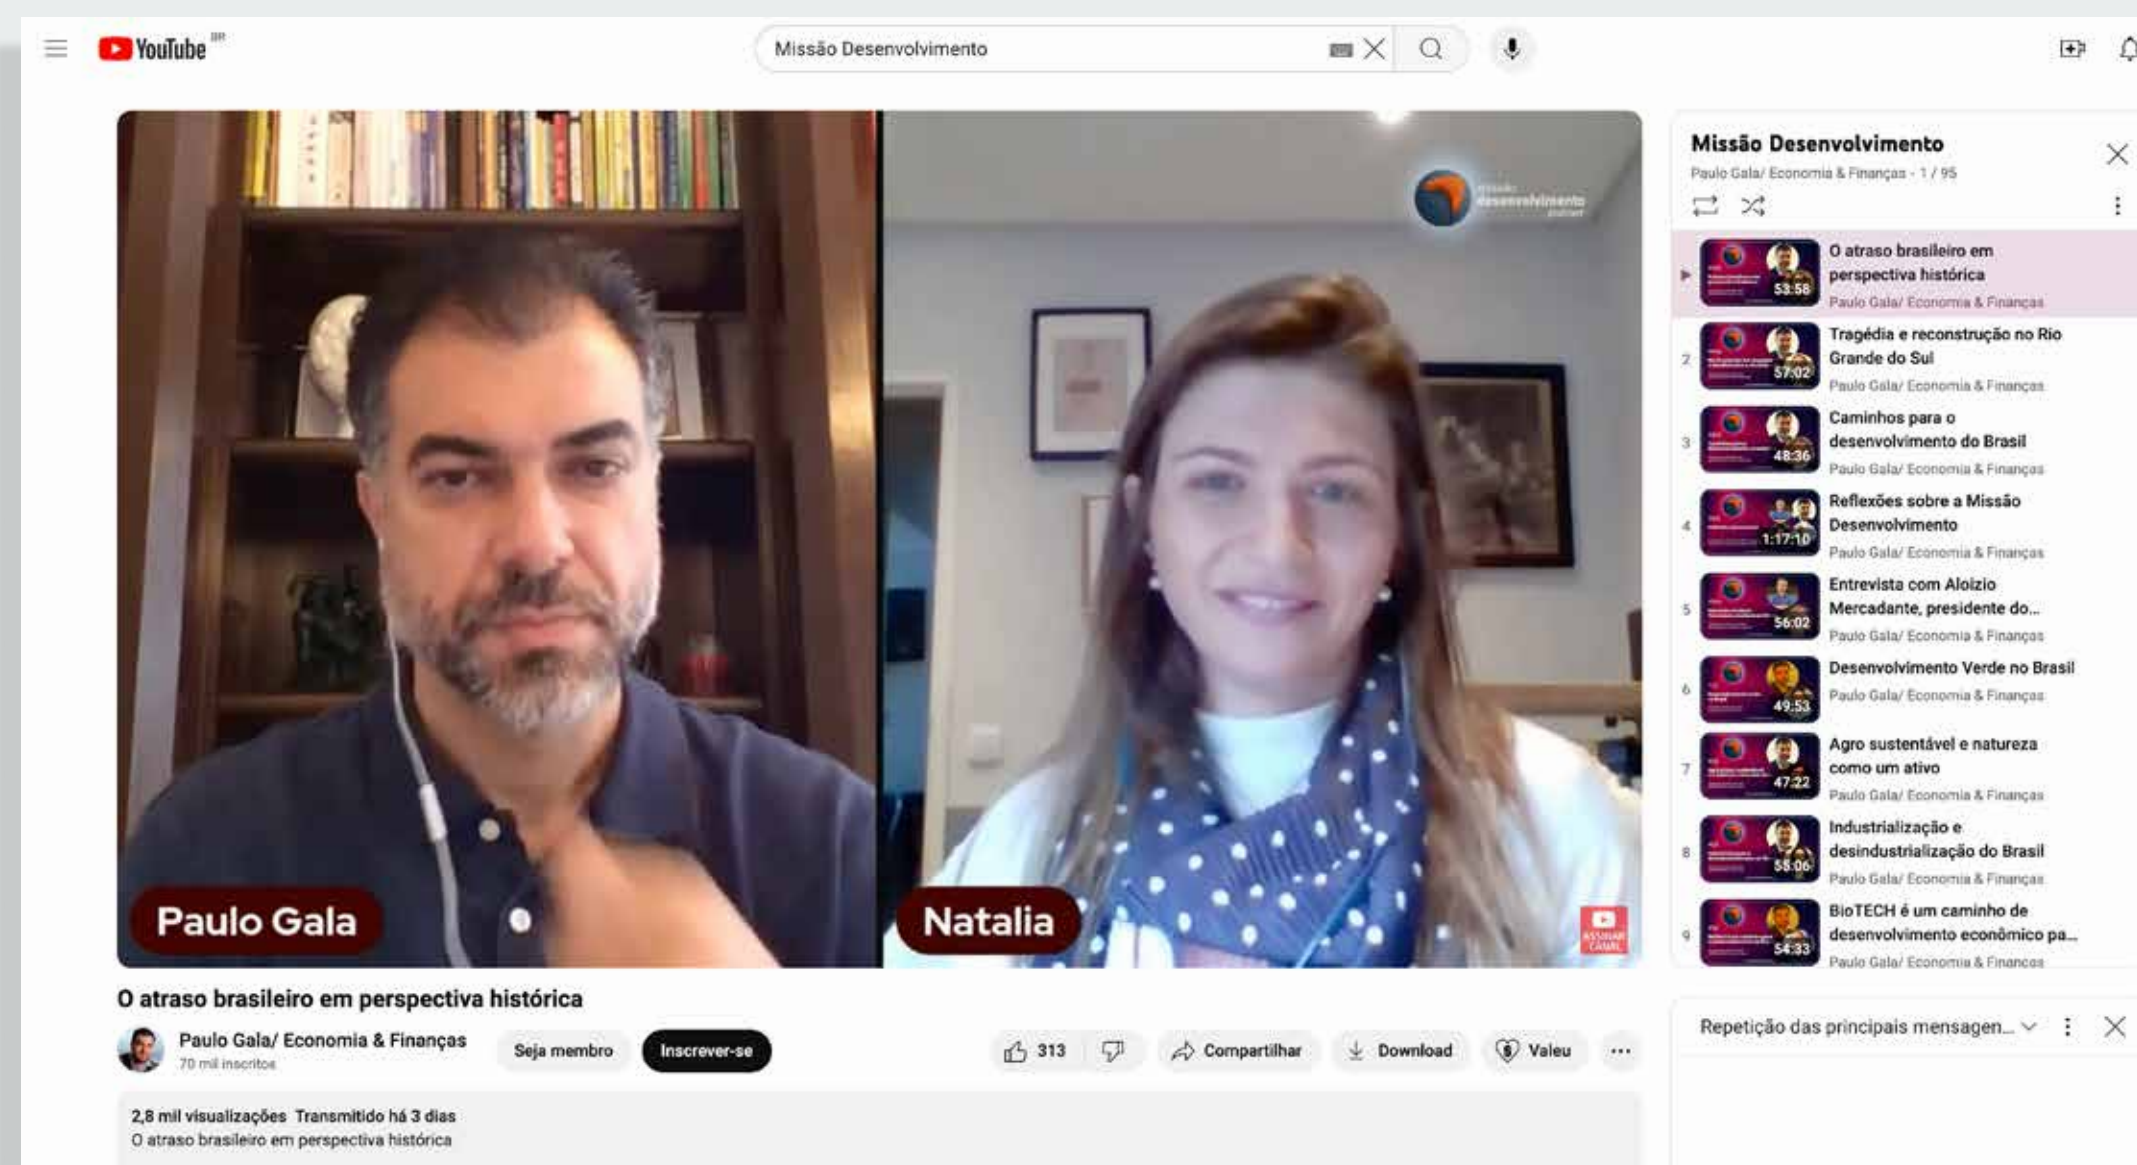 YouTube BR
Missão Desenvolvimento
desenvolvimento
Paulo Gala
Natalia
ASSINAR
CANAL
O atraso brasileiro em perspectiva histórica
Paulo Gala/ Economia & Finanças
70 mil inscritos
Seja membro
Inscrever-se
313
Compartilhar
Download
Valeu
2,8 mil visualizações Transmitido há 3 dias
O atraso brasileiro em perspectiva histórica
Missão Desenvolvimento
Paulo Gala/ Economia & Finanças - 1 / 95
53:58
O atraso brasileiro em
perspectiva histórica
Paulo Gala/ Economia & Finanças
2
57:02
Tragédia e reconstrução no Rio
Grande do Sul
Paulo Gala/ Economia & Finanças
3
48:36
Caminhos para o
desenvolvimento do Brasil
Paulo Gala/ Economia & Finanças
4
1:17:10
Reflexões sobre a Missão
Desenvolvimento
Paulo Gala/ Economia & Finanças
5
56:02
Entrevista com Aloizio
Mercadante, presidente do...
Paulo Gala/ Economia & Finanças
6
49:53
Desenvolvimento Verde no Brasil
Paulo Gala/ Economia & Finanças
7
47:22
Agro sustentável e natureza
como um ativo
Paulo Gala/ Economia & Finanças
8
55:06
Industrialização e
desindustrialização do Brasil
Paulo Gala/ Economia & Finanças
9
54:33
BioTECH é um caminho de
desenvolvimento econômico pa...
Paulo Gala/ Economia & Finanças
Repetição das principais mensagen...